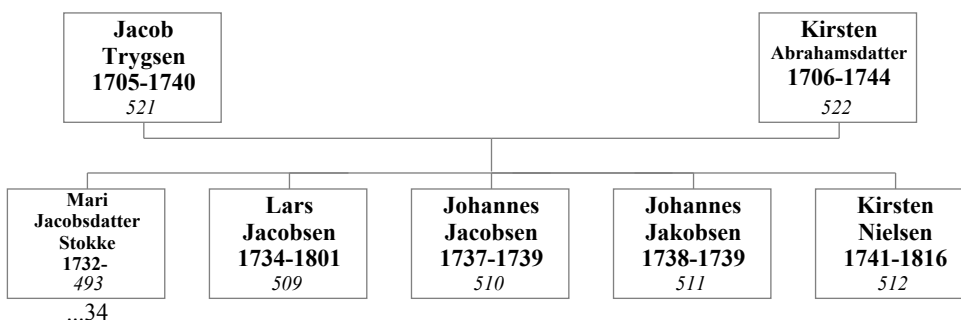 Jacob
Trygsen
1705-1740
521
Kirsten
Abrahamsdatter
1706-1744
522
Mari
Jacobsdatter
Stokke
1732-
493
...34
Lars
Jacobsen
1734-1801
509
Johannes
Jacobsen
1737-1739
510
Johannes
Jakobsen
1738-1739
511
Kirsten
Nielsen
1741-1816
512